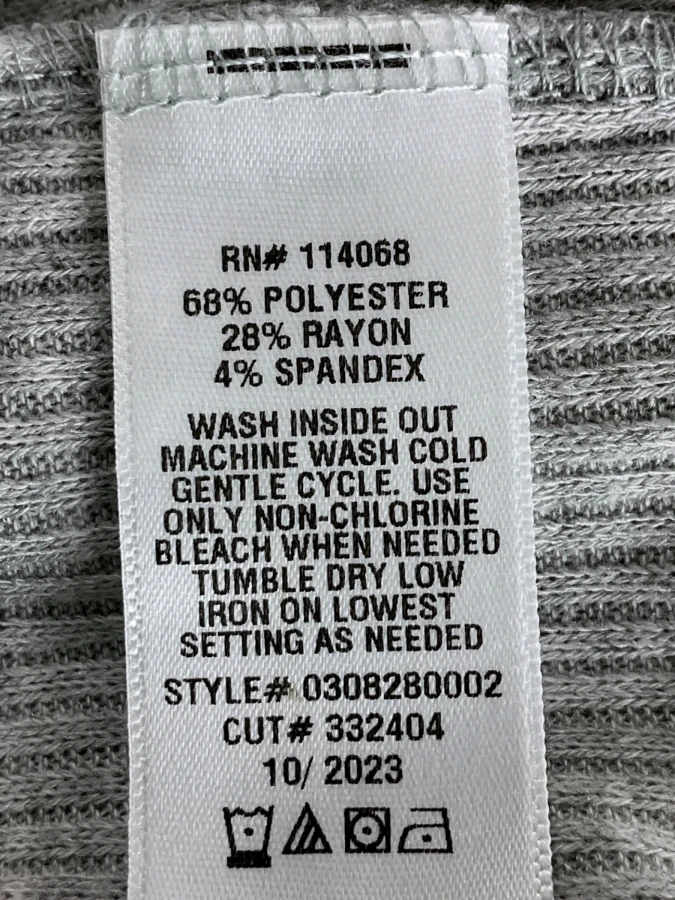 RN# 114068
68% POLYESTER
28% RAYON
4% SPANDEX
WASH INSIDE OUT
MACHINE WASH COLD
GENTLE CYCLE. USE
ONLY NON-CHLORINE
BLEACH WHEN NEEDED
TUMBLE DRY LOW
IRON ON LOWEST
SETTING AS NEEDED
STYLE# 0308280002
CUT# 332404
10/ 2023